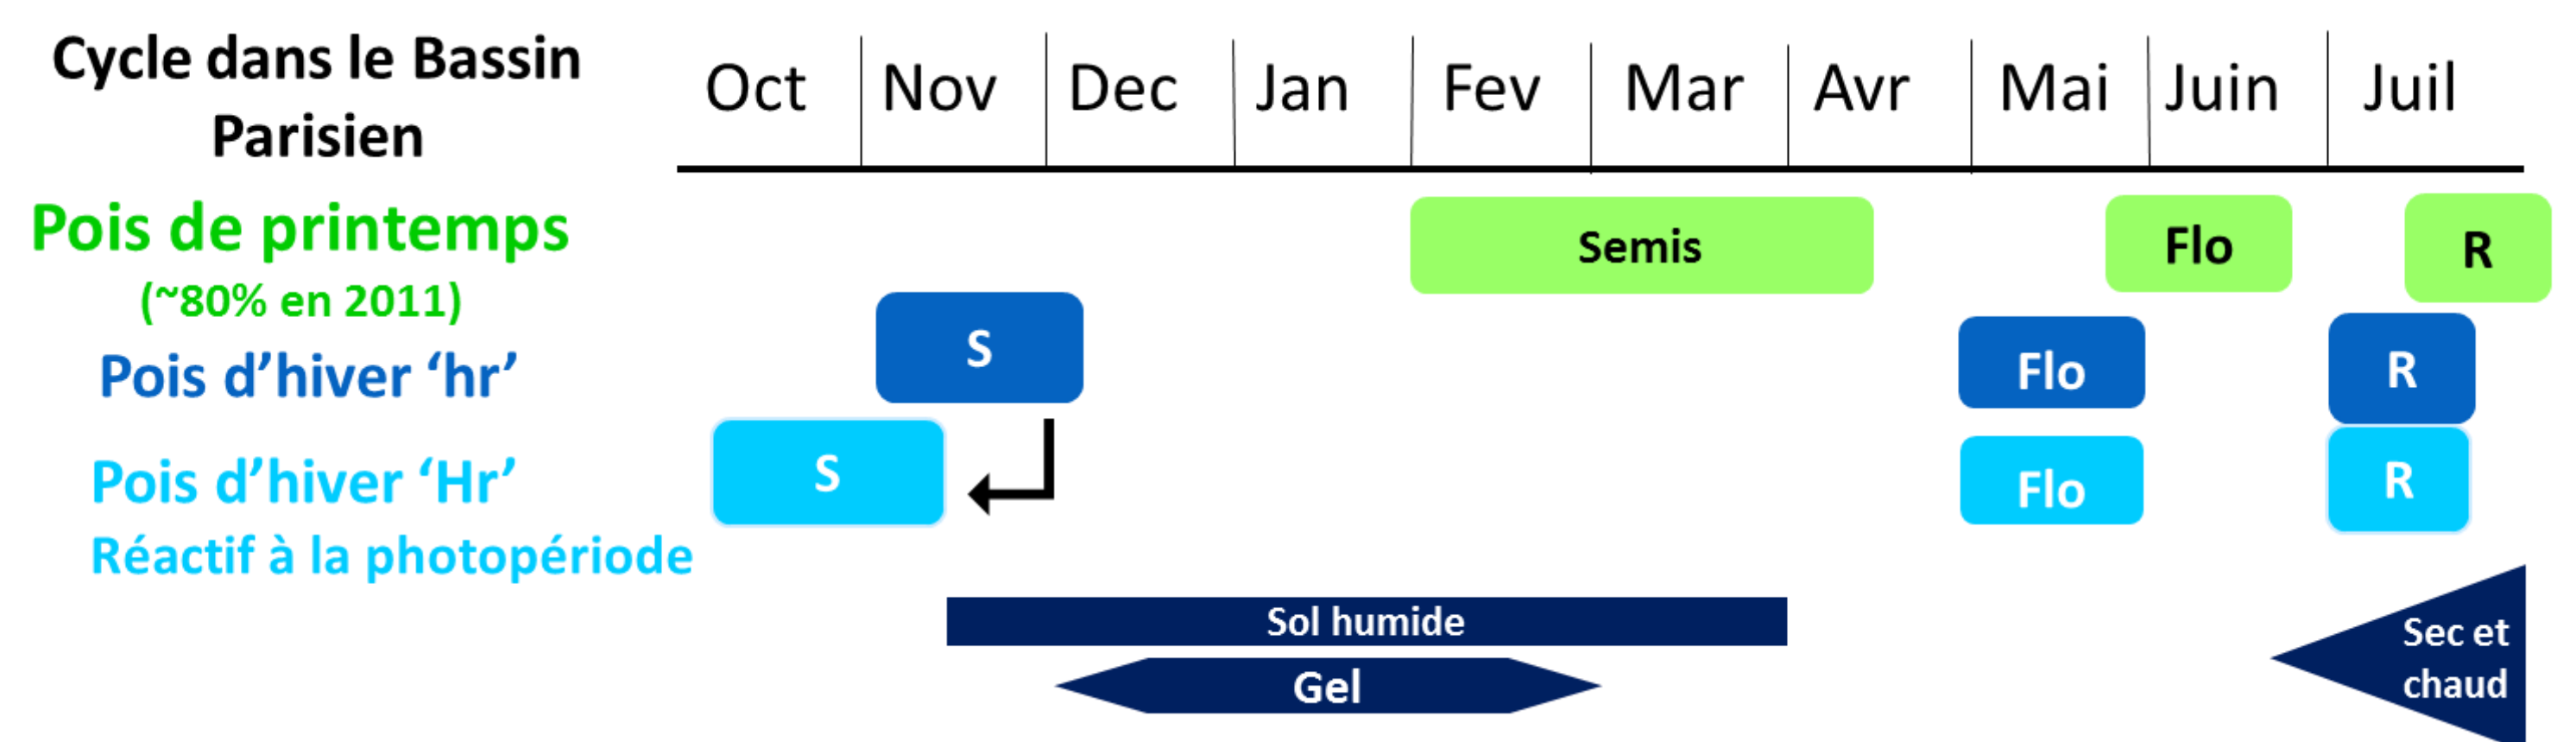 Cycle dans le Bassin
Parisien
Oct Nov Dec Jan Fev Mar Avr Mai Juin Juil
Pois de printemps
(~80% en 2011)
Semis Flo R
Pois d'hiver ‘hr’
S Flo R
Pois d'hiver ‘Hr’
Réactif à la photopériode
S Flo R
Sol humide
Gel
Sec et
chaud